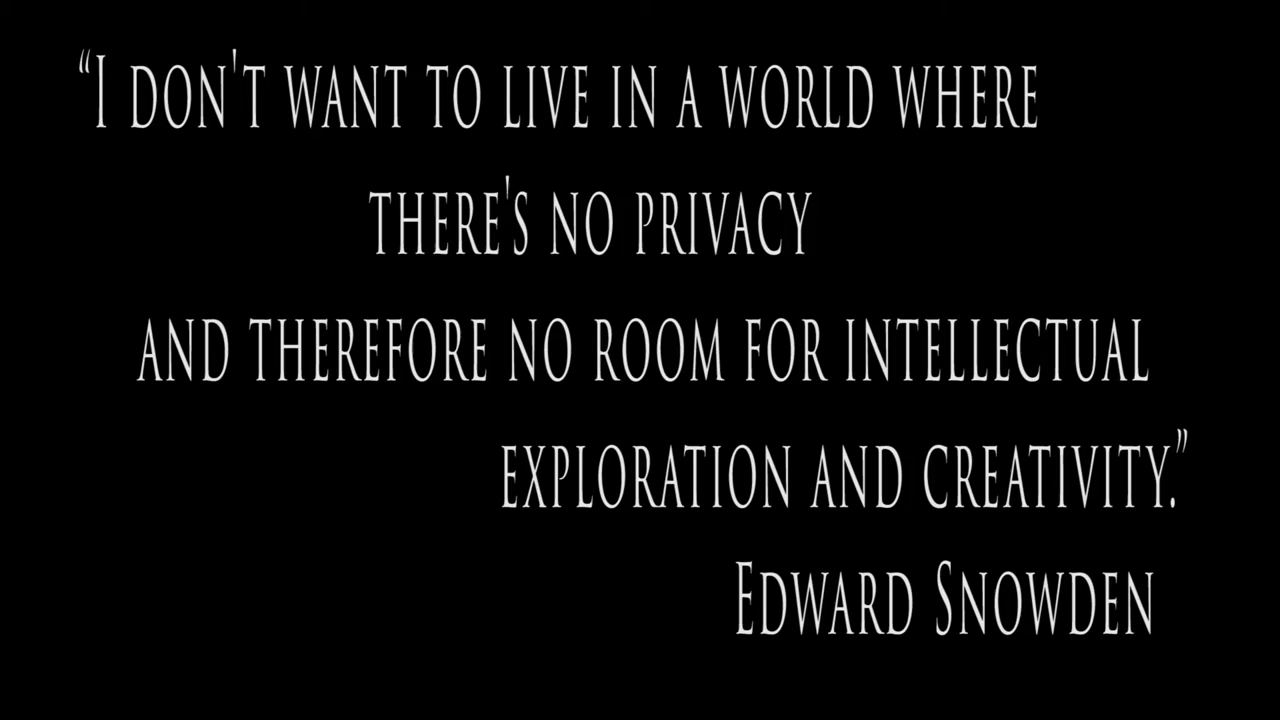 “I DON'T WANT TO LIVE IN A WORLD WHERE
THERE'S NO PRIVACY
AND THEREFORE NO ROOM FOR INTELLECTUAL
EXPLORATION AND CREATIVITY.”
EDWARD SNOWDEN